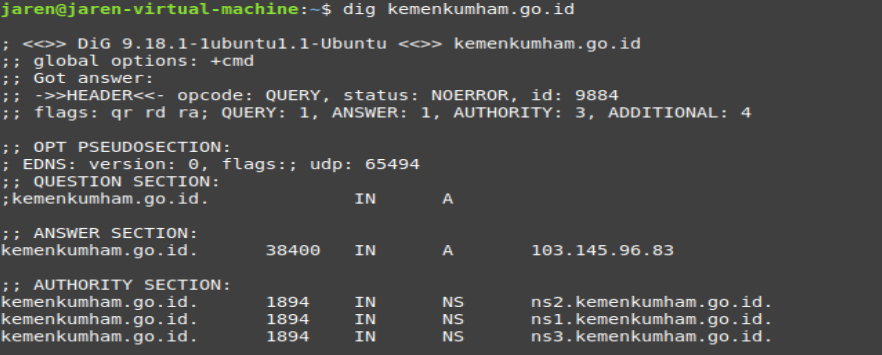 jaren@jaren-virtual-machine:~$ dig kemenkumham.go.id
; <<>> DiG 9.18.1-1ubuntu1.1-Ubuntu <<>> kemenkumham.go.id
;; global options: +cmd
;; Got answer:
;; ->>HEADER<<- opcode: QUERY, status: NOERROR, id: 9884
;; flags: qr rd ra; QUERY: 1, ANSWER: 1, AUTHORITY: 3, ADDITIONAL: 4
;; OPT PSEUDOSECTION:
; EDNS: version: 0, flags:; udp: 65494
;; QUESTION SECTION:
;kemenkumham.go.id. IN A
;; ANSWER SECTION:
kemenkumham.go.id. 38400 IN A 103.145.96.83
;; AUTHORITY SECTION:
kemenkumham.go.id. 1894 IN NS ns2.kemenkumham.go.id.
kemenkumham.go.id. 1894 IN NS ns1.kemenkumham.go.id.
kemenkumham.go.id. 1894 IN NS ns3.kemenkumham.go.id.